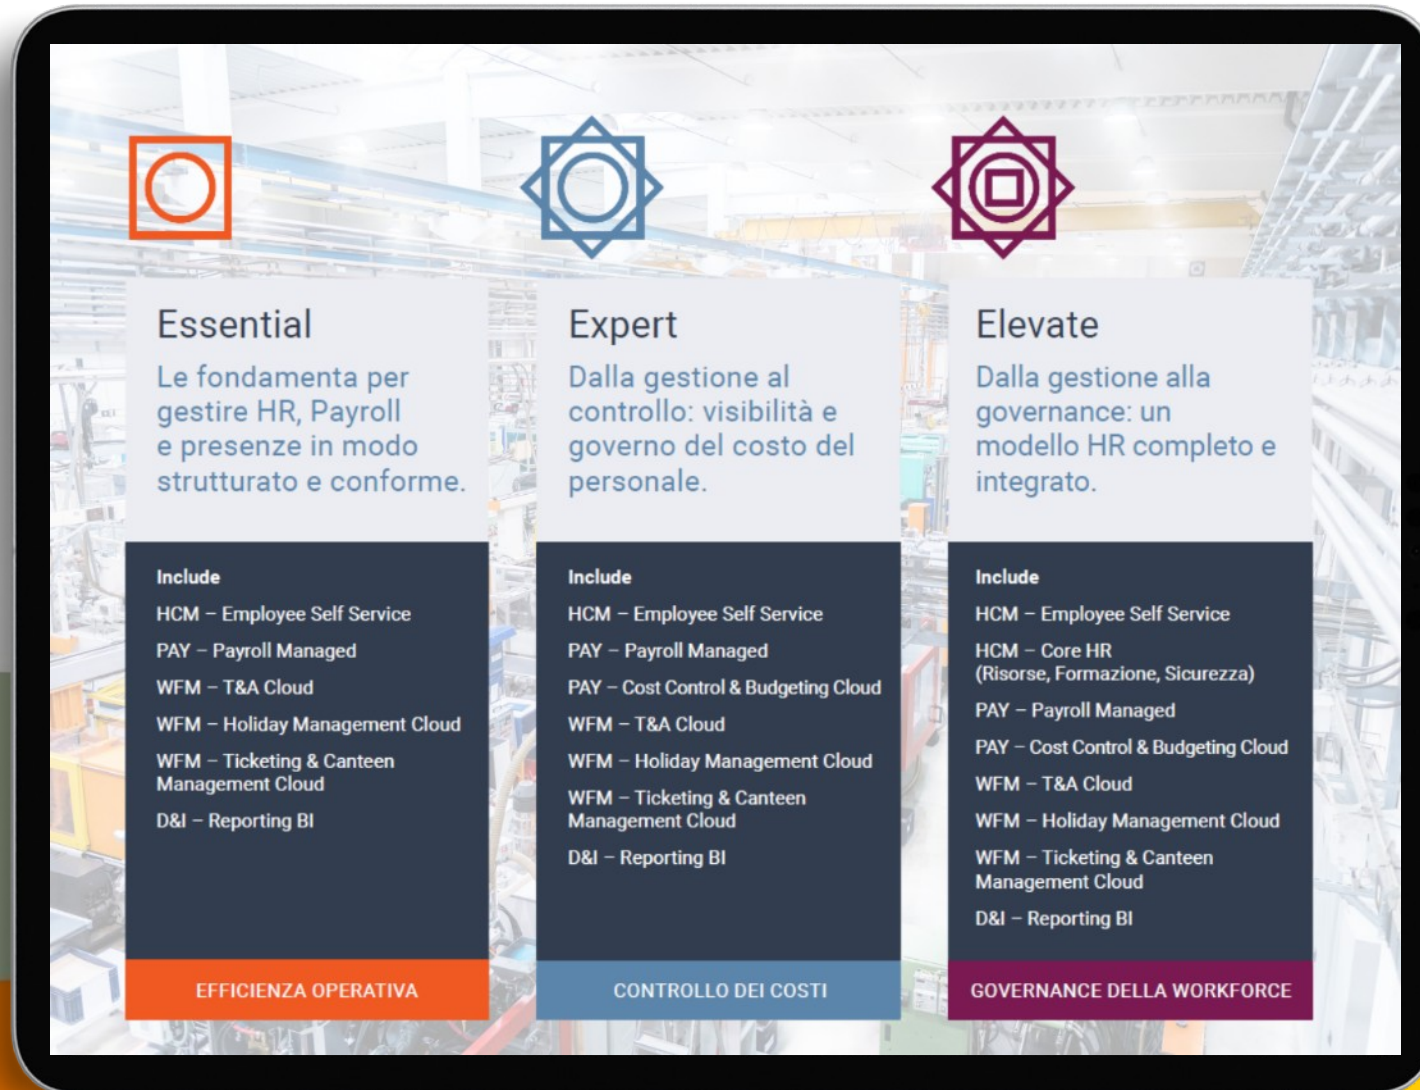 Essential
Le fondamenta per
gestire HR, Payroll
e presenze in modo
strutturato e conforme.
Include
HCM – Employee Self Service
PAY – Payroll Managed
WFM – T&A Cloud
WFM – Holiday Management Cloud
WFM – Ticketing & Canteen
Management Cloud
D&I – Reporting BI
EFFICIENZA OPERATIVA
Expert
Dalla gestione al
controllo: visibilità e
governo del costo del
personale.
Include
HCM – Employee Self Service
PAY – Payroll Managed
PAY – Cost Control & Budgeting Cloud
WFM – T&A Cloud
WFM – Holiday Management Cloud
WFM – Ticketing & Canteen
Management Cloud
D&I – Reporting BI
CONTROLLO DEI COSTI
Elevate
Dalla gestione alla
governance: un
modello HR completo e
integrato.
Include
HCM – Employee Self Service
HCM – Core HR
(Risorse, Formazione, Sicurezza)
PAY – Payroll Managed
PAY – Cost Control & Budgeting Cloud
WFM – T&A Cloud
WFM – Holiday Management Cloud
WFM – Ticketing & Canteen
Management Cloud
D&I – Reporting BI
GOVERNANCE DELLA WORKFORCE